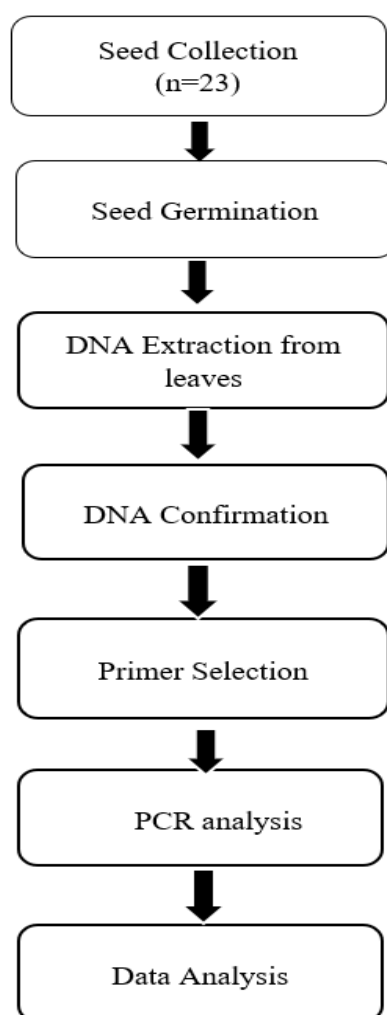 Seed Collection
(n=23)
Seed Germination
DNA Extraction from
leaves
DNA Confirmation
Primer Selection
PCR analysis
Data Analysis